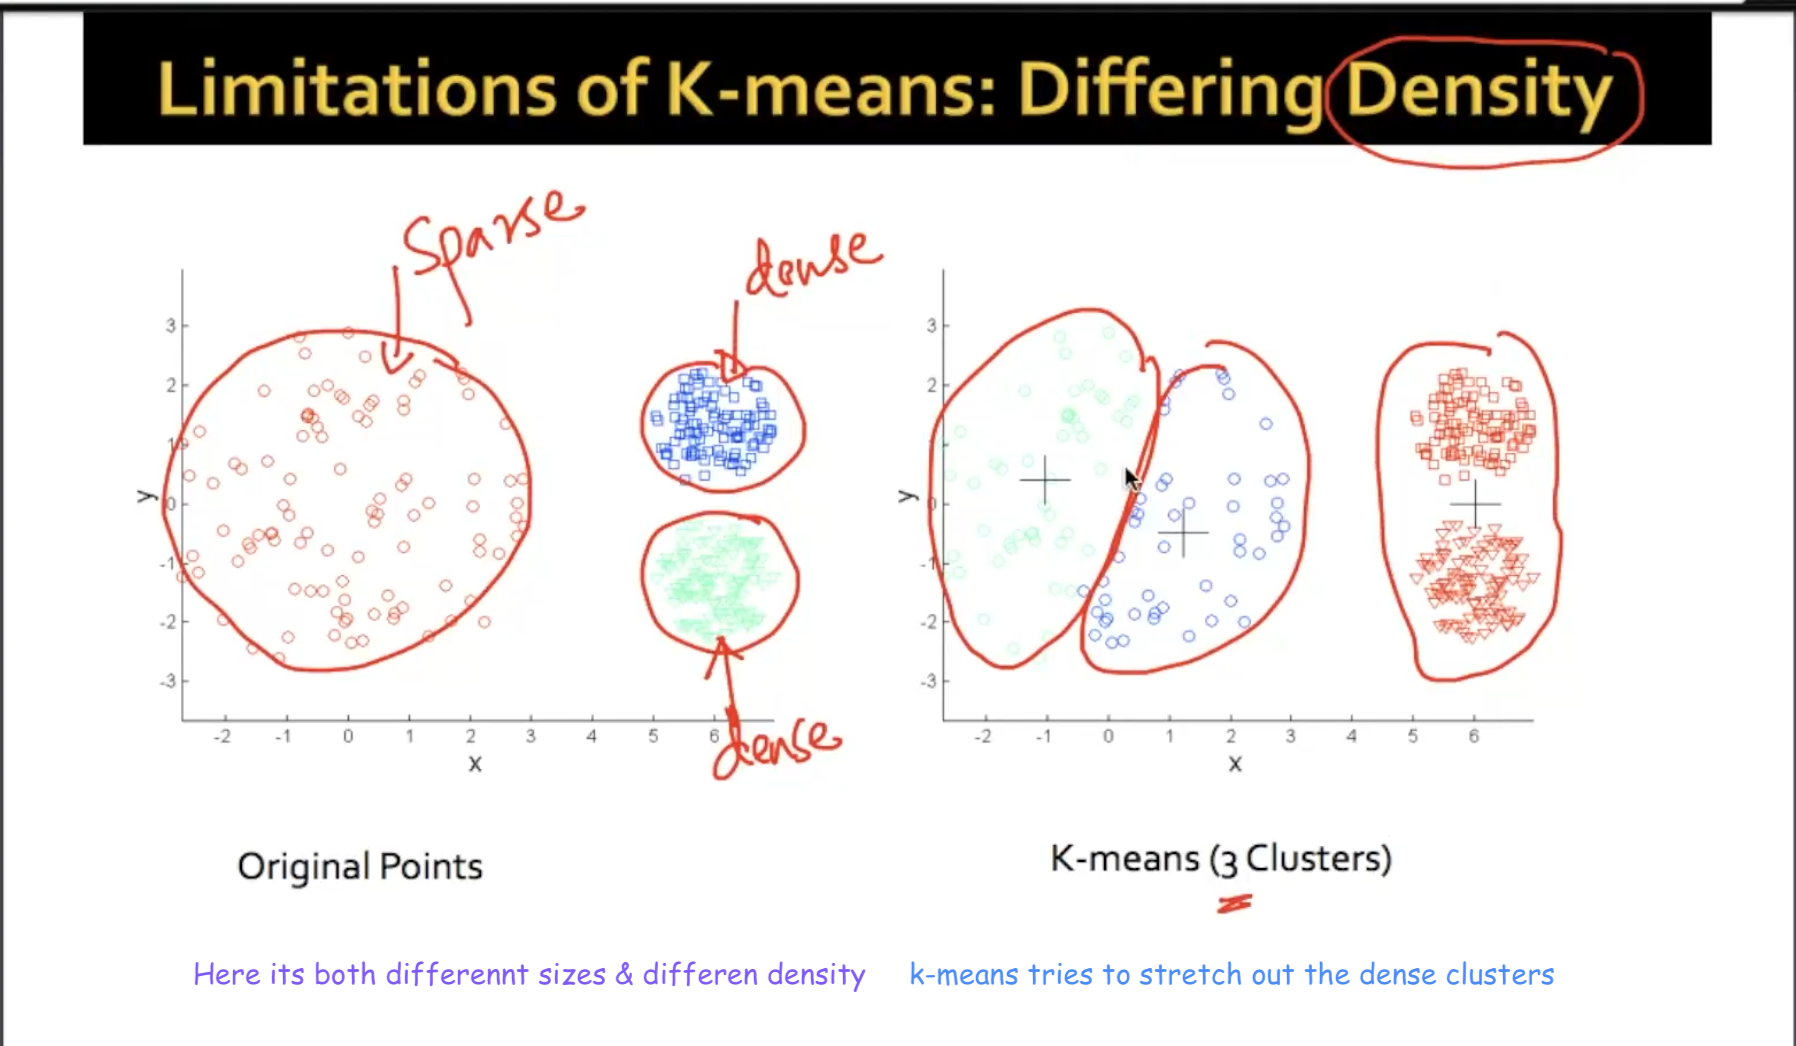 Limitations of K-means: Differing Density
Sparse
dense
3
2
1
0
-1
-2
-3
y
-2 -1 0 1 2 3 4 5 6
x
dense
3
2
1
0
-1
-2
-3
y
-2 -1 0 1 2 3 4 5 6
x
Original Points
K-means (3 Clusters)
Here its both differennt sizes & differen density
k-means tries to stretch out the dense clusters